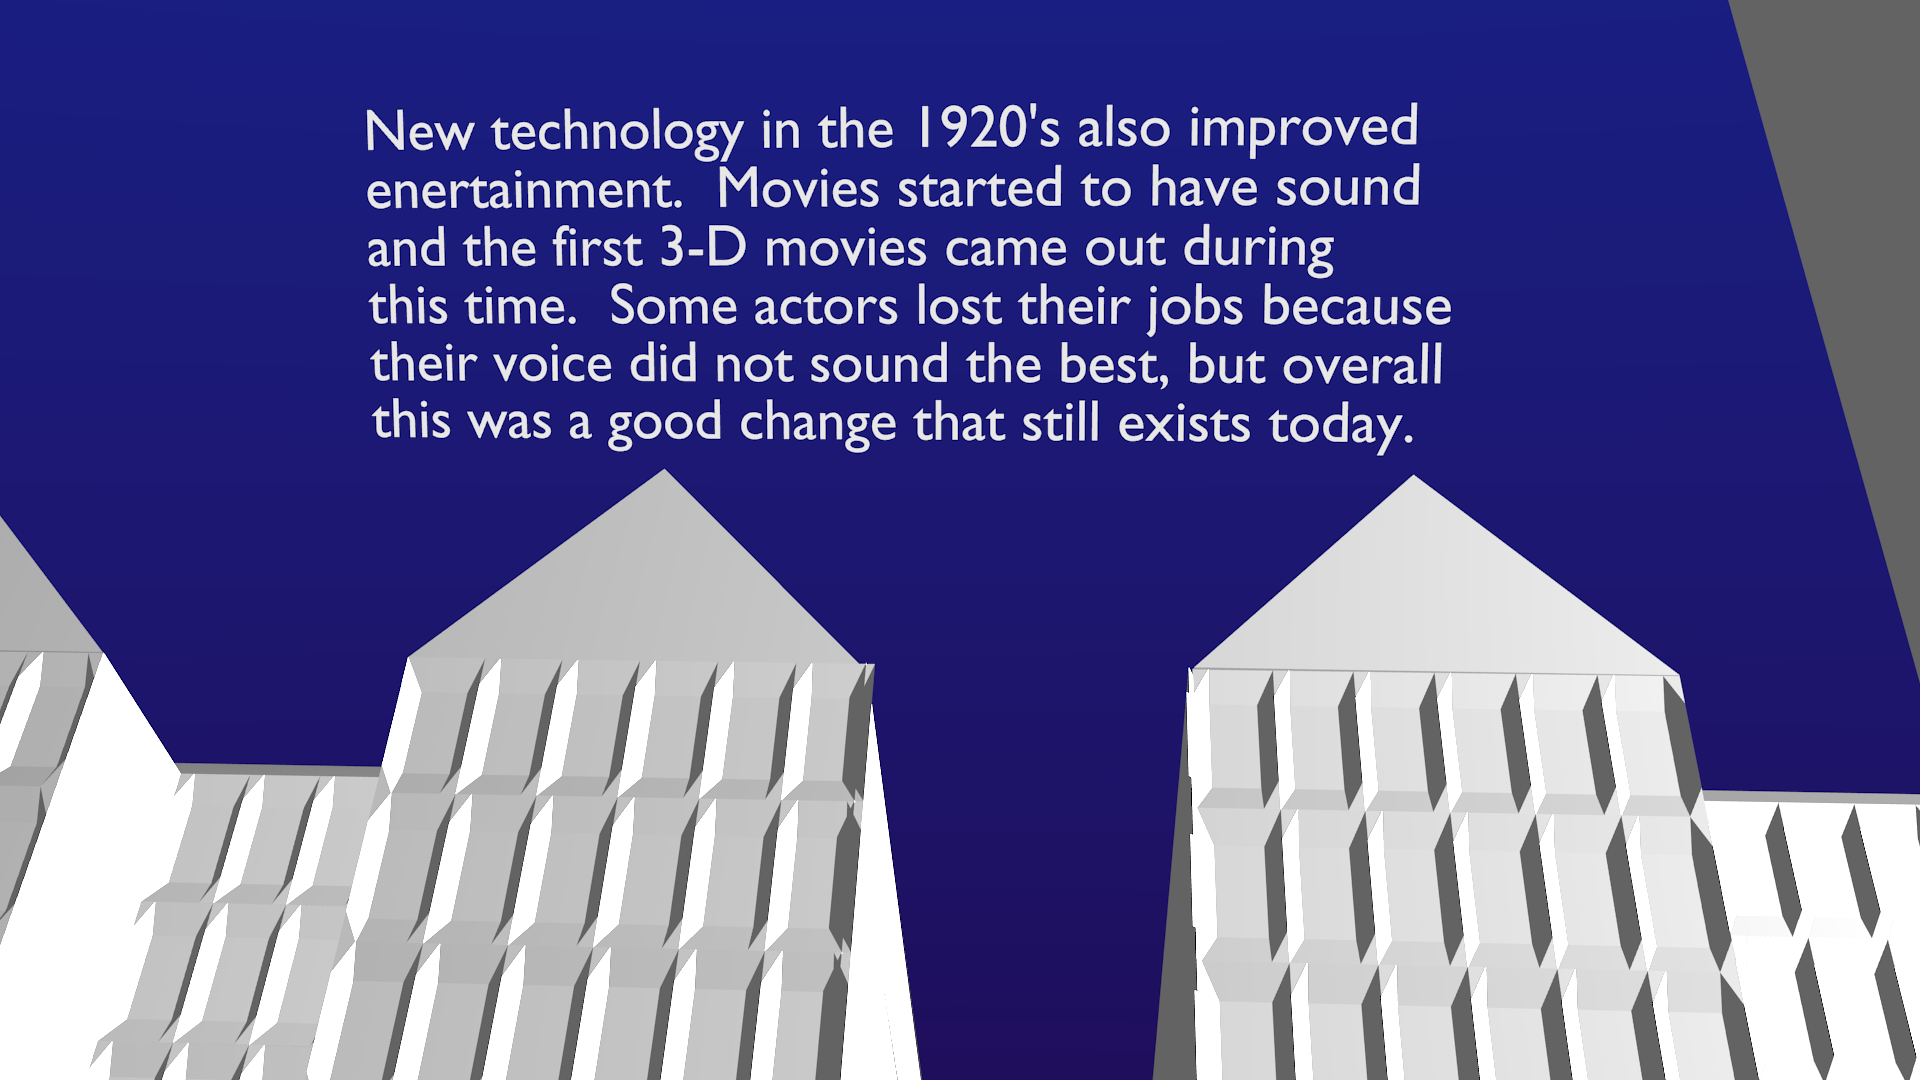 New technology in the 1920's also improved
enertainment.  Movies started to have sound
and the first 3-D movies came out during
this time.  Some actors lost their jobs because
their voice did not sound the best, but overall
this was a good change that still exists today.